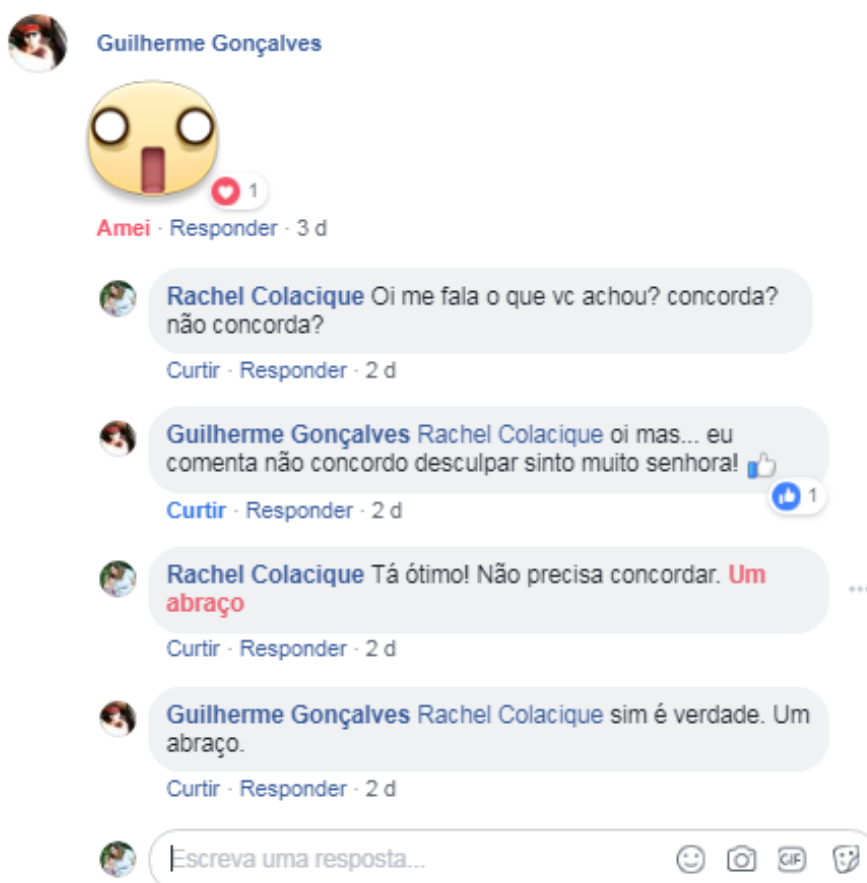 Guilherme Gonçalves
1
Amei · Responder · 3 d
Rachel Colacique Oi me fala o que vc achou? concorda?
não concorda?
Curtir · Responder · 2 d
Guilherme Gonçalves Rachel Colacique oi mas... eu
comenta não concordo desculpar sinto muito senhora!
1
Curtir · Responder · 2 d
Rachel Colacique Tá ótimo! Não precisa concordar. Um
abraço
Curtir · Responder · 2 d
Guilherme Gonçalves Rachel Colacique sim é verdade. Um
abraço.
Curtir · Responder · 2 d
Escreva uma resposta...
GIF